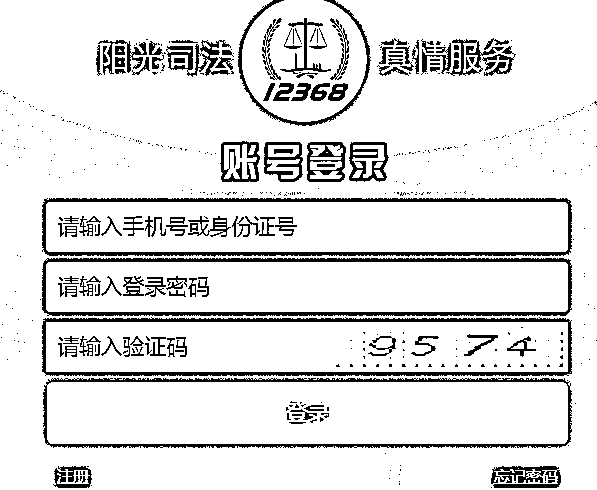 阳光司法 12368 真情服务
账号登录
请输入手机号或身份证号
请输入登录密码
请输入验证码 9574
登录
注册 忘记密码